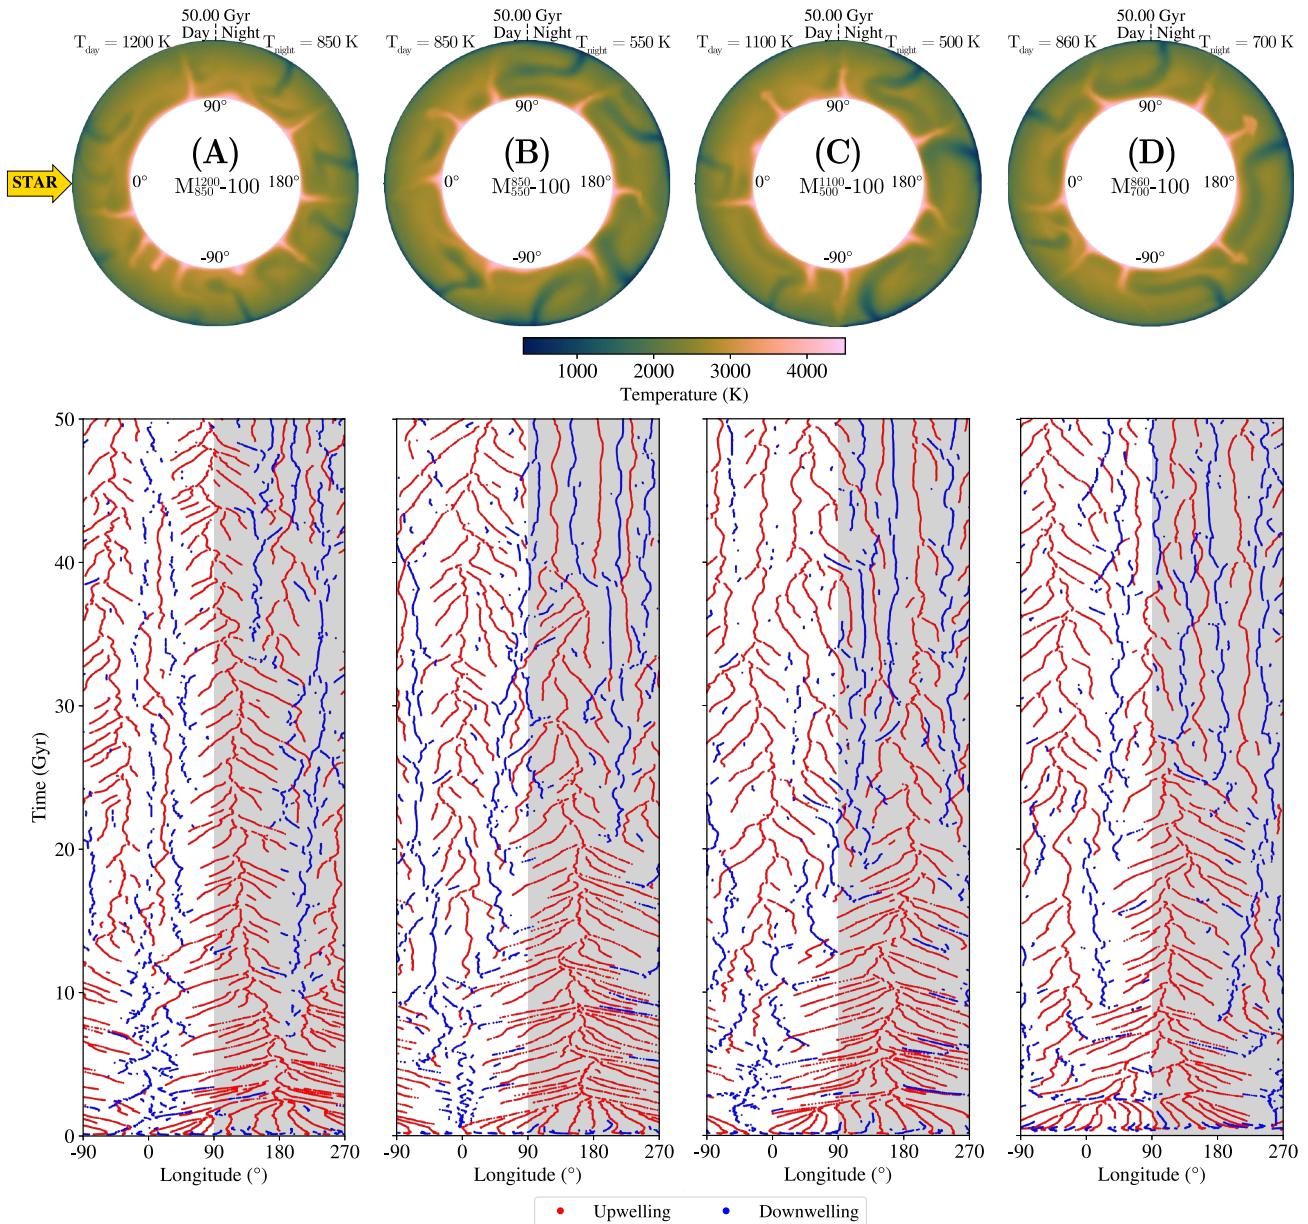 50.00 Gyr 50.00 Gyr 50.00 Gyr 50.00 Gyr
Day Night Day Night Day Night Day Night
T_day = 1200 K T_night = 850 K T_day = 850 K T_night = 550 K T_day = 1100 K T_night = 500 K T_day = 860 K T_night = 700 K
90° 90° 90° 90°
(A) (B) (C) (D)
STAR 0° M^1200_850-100 180° 0° M^850_550-100 180° 0° M^1100_500-100 180° 0° M^860_700-100 180°
-90° -90° -90° -90°
1000 2000 3000 4000
Temperature (K)
50
40
30
20
10
0
Time (Gyr)
-90 0 90 180 270 -90 0 90 180 270 -90 0 90 180 270 -90 0 90 180 270
Longitude (°) Longitude (°) Longitude (°) Longitude (°)
Upwelling Downwelling